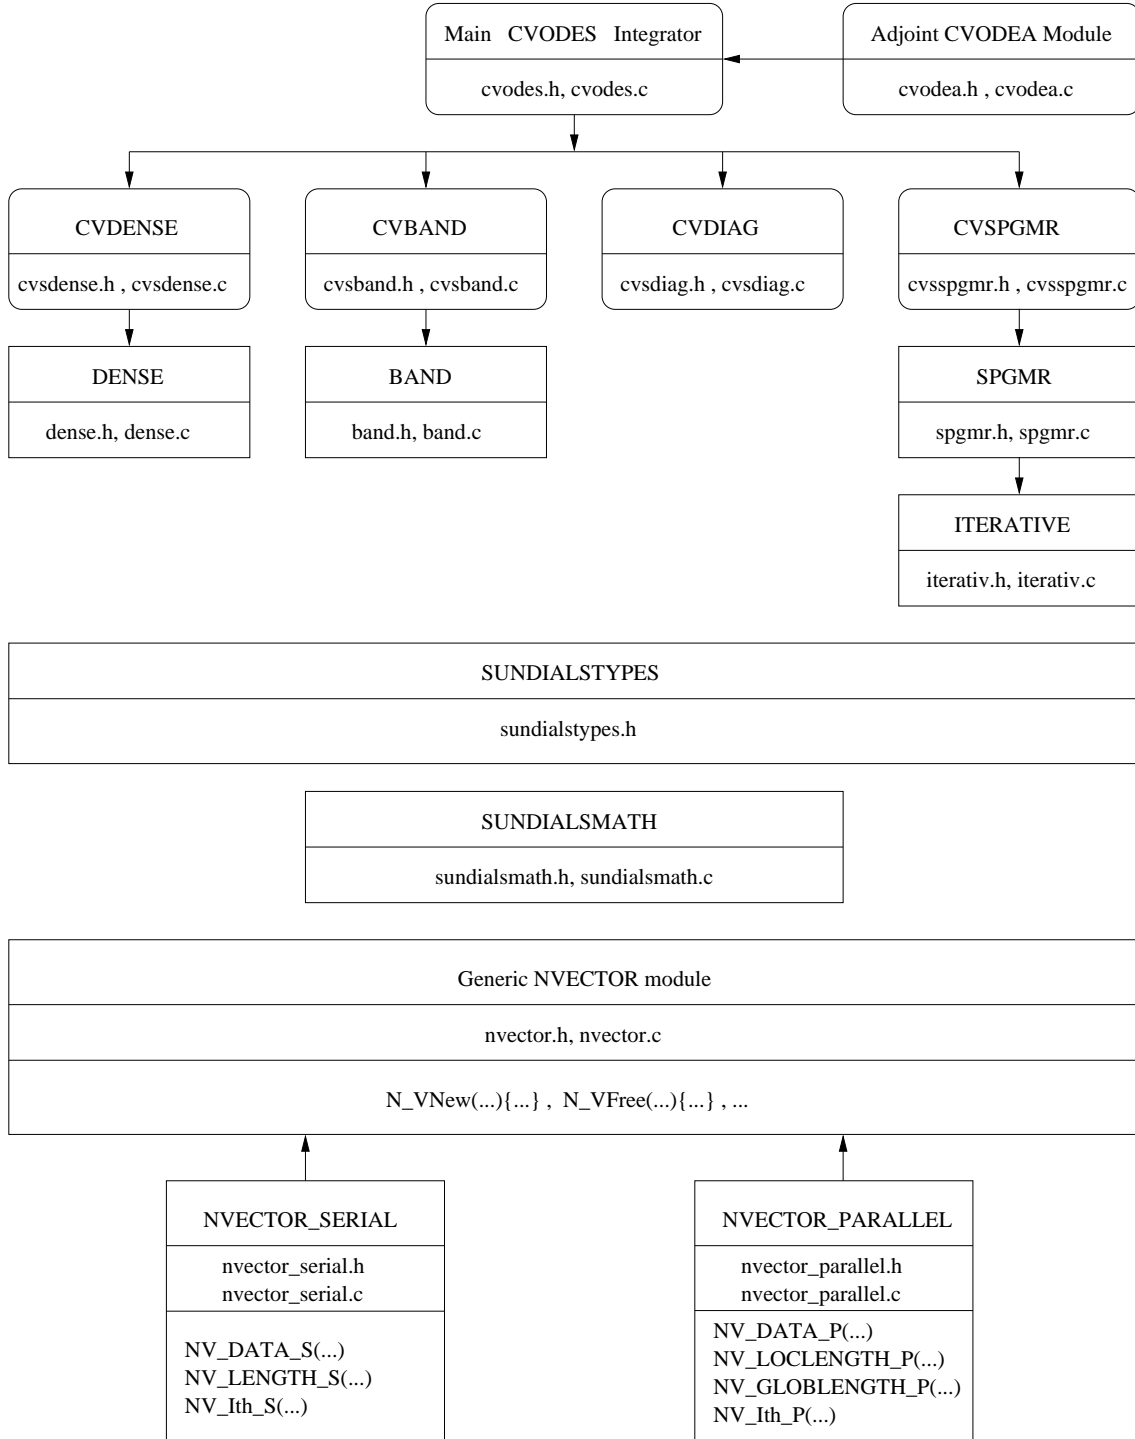 Main CVODES Integrator
Adjoint CVODEA Module
cvodes.h, cvodes.c
cvodea.h , cvodea.c
CVDENSE
CVBAND
CVDIAG
CVSPGMR
cvsdense.h , cvsdense.c
cvsband.h , cvsband.c
cvsdiag.h , cvsdiag.c
cvsspgmr.h , cvsspgmr.c
DENSE
BAND
SPGMR
dense.h, dense.c
band.h, band.c
spgmr.h, spgmr.c
ITERATIVE
iterativ.h, iterativ.c
SUNDIALSTYPES
sundialstypes.h
SUNDIALSMATH
sundialsmath.h, sundialsmath.c
Generic NVECTOR module
nvector.h, nvector.c
N_VNew(...){...} , N_VFree(...){...} , ...
NVECTOR_SERIAL
nvector_serial.h
nvector_serial.c
NV_DATA_S(...)
NV_LENGTH_S(...)
NV_Ith_S(...)
NVECTOR_PARALLEL
nvector_parallel.h
nvector_parallel.c
NV_DATA_P(...)
NV_LOCLENGTH_P(...)
NV_GLOBLENGTH_P(...)
NV_Ith_P(...)